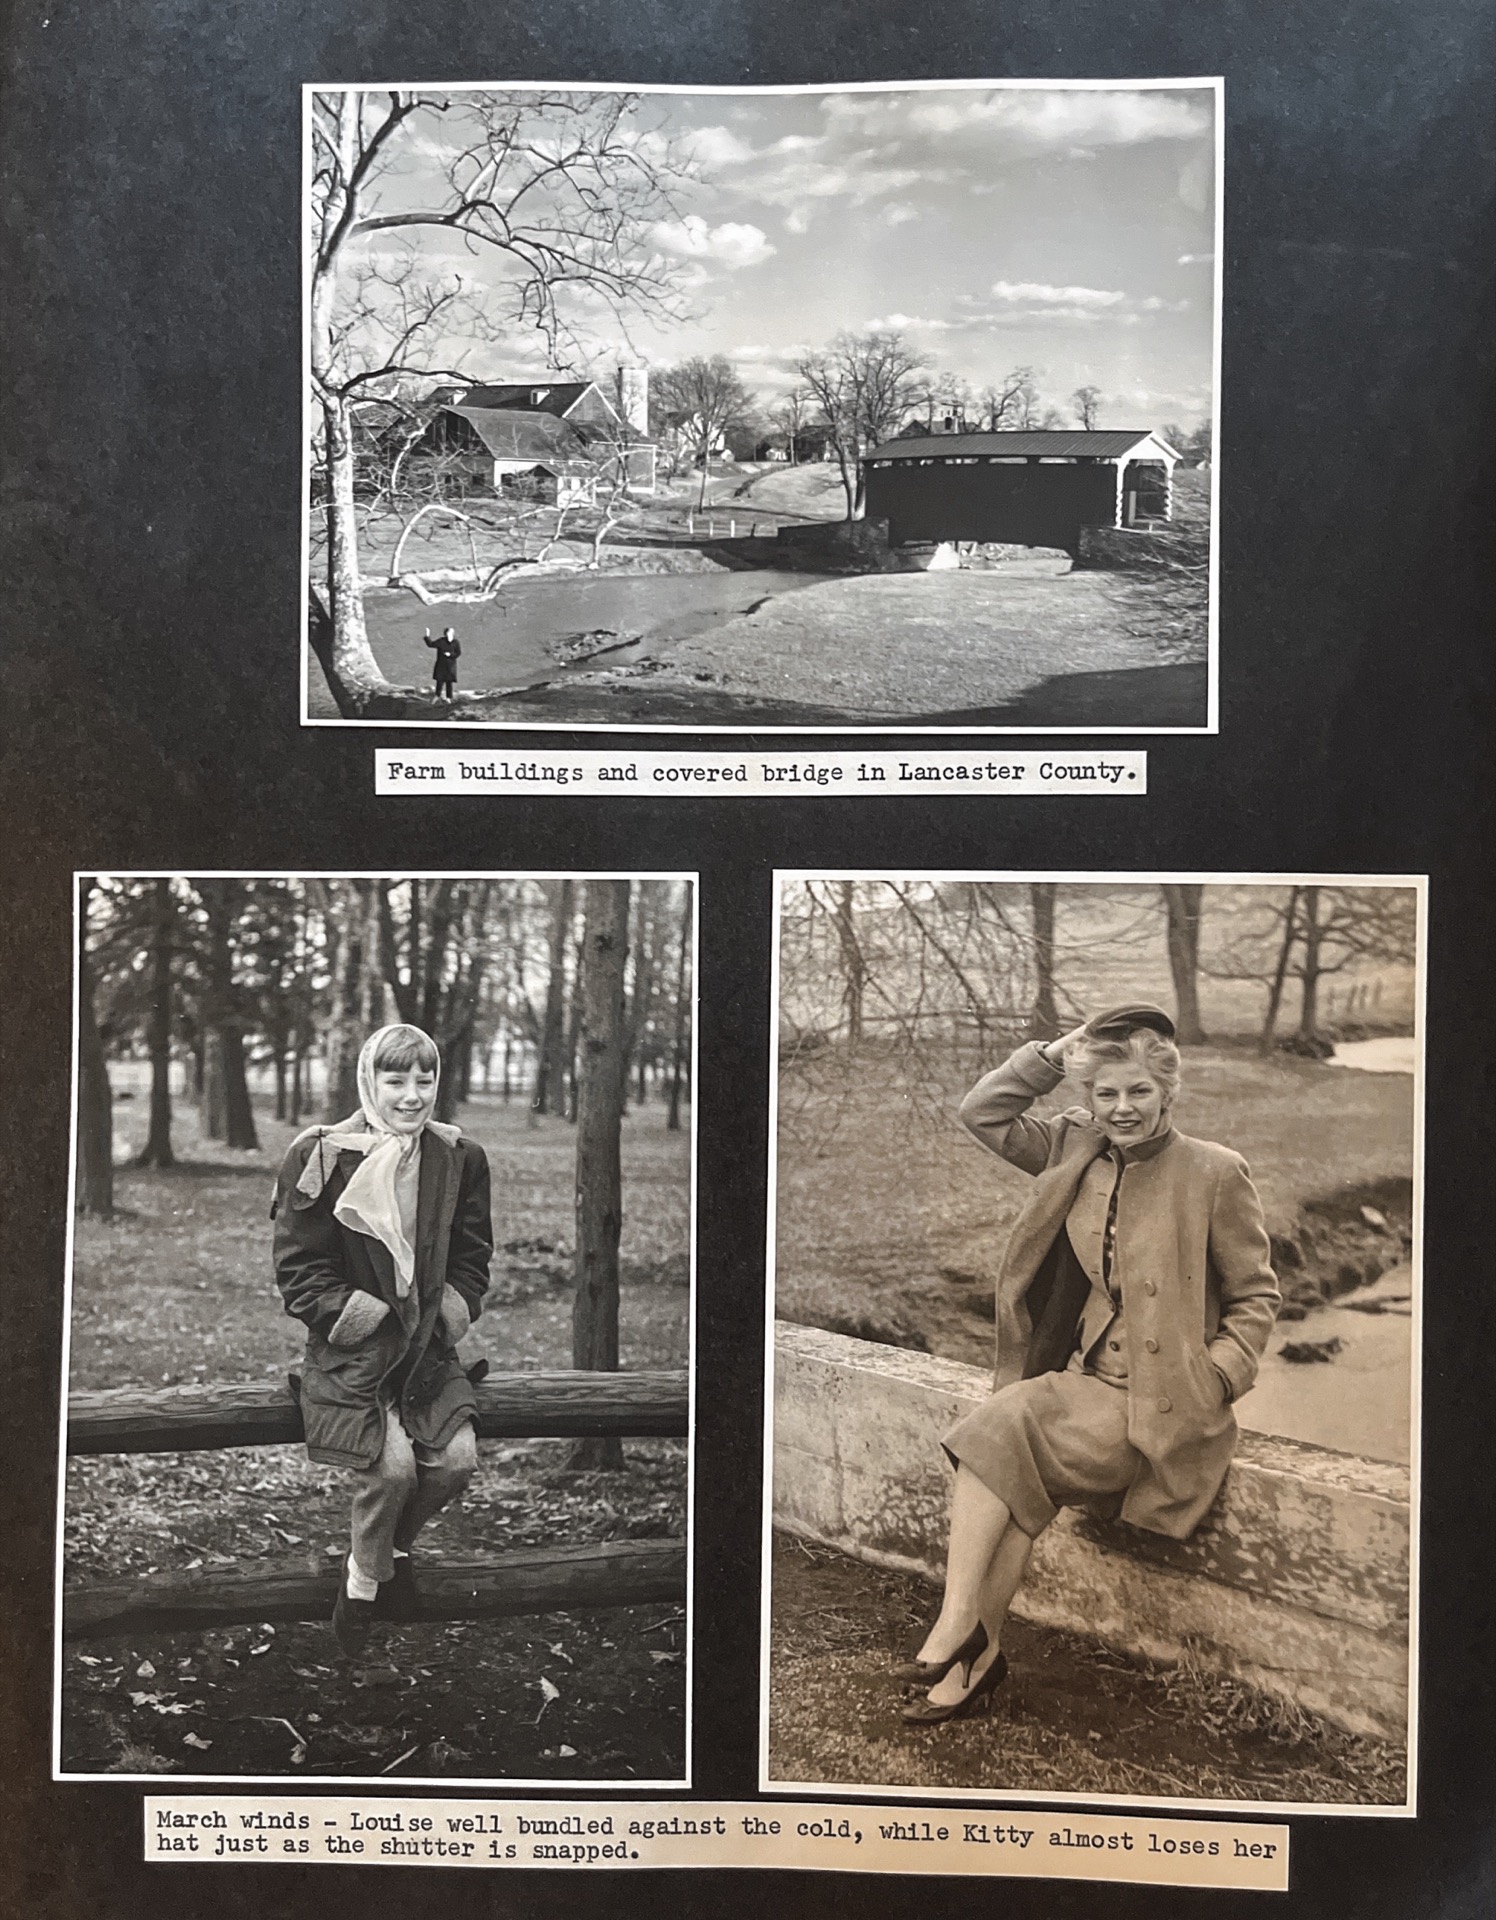 Farm buildings and covered bridge in Lancaster County.
March winds - Louise well bundled against the cold, while Kitty almost loses her
hat just as the shutter is snapped.